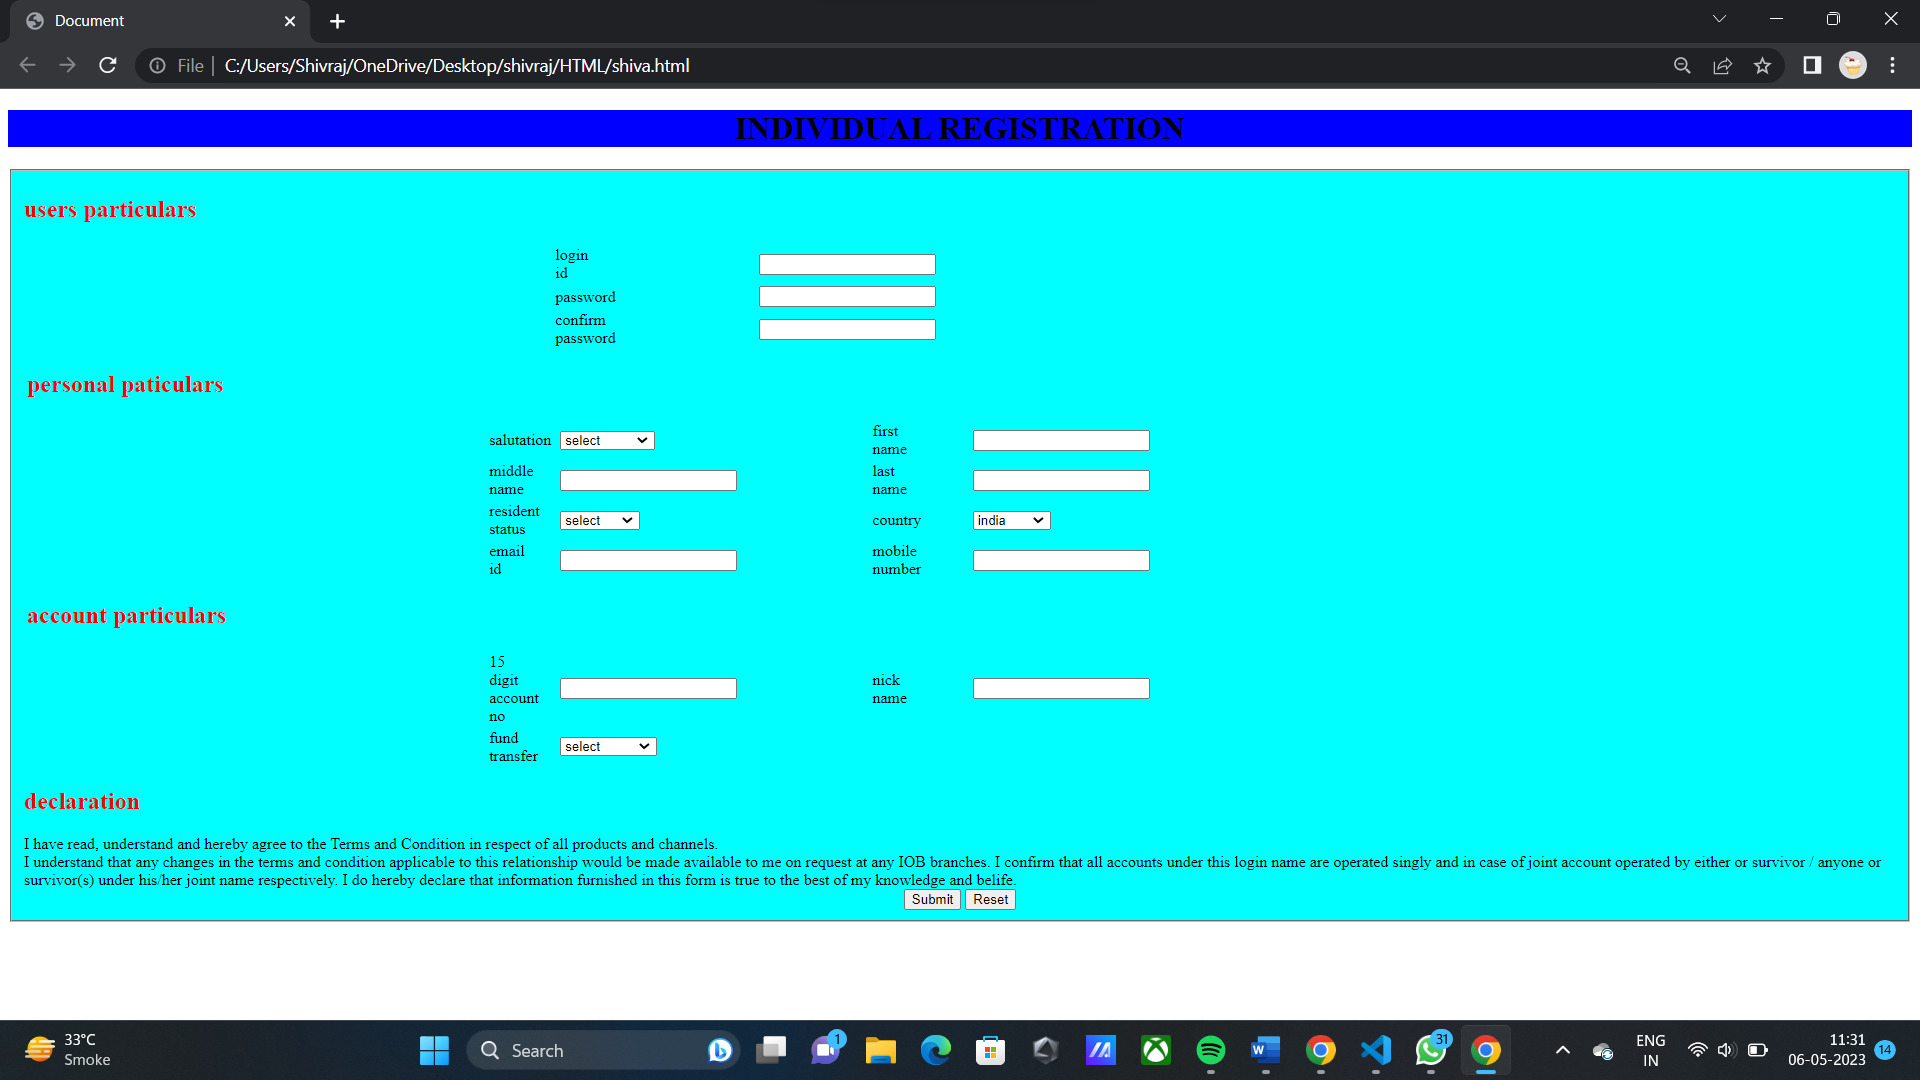 Document
File
C:/Users/Shivraj/OneDrive/Desktop/shivraj/HTML/shiva.html
INDIVIDUAL REGISTRATION
users particulars
login
id
password
confirm
password
personal paticulars
salutation select
first
name
middle
name
last
name
resident
status
select
country india
email
id
mobile
number
account particulars
15
digit
account
no
nick
name
fund
transfer
select
declaration
I have read, understand and hereby agree to the Terms and Condition in respect of all products and channels.
I understand that any changes in the terms and condition applicable to this relationship would be made available to me on request at any IOB branches. I confirm that all accounts under this login name are operated singly and in case of joint account operated by either or survivor / anyone or
survivor(s) under his/her joint name respectively. I do hereby declare that information furnished in this form is true to the best of my knowledge and belife.
Submit Reset
33°C
Smoke
Search
1
W
31
ENG
IN
11:31
06-05-2023
14